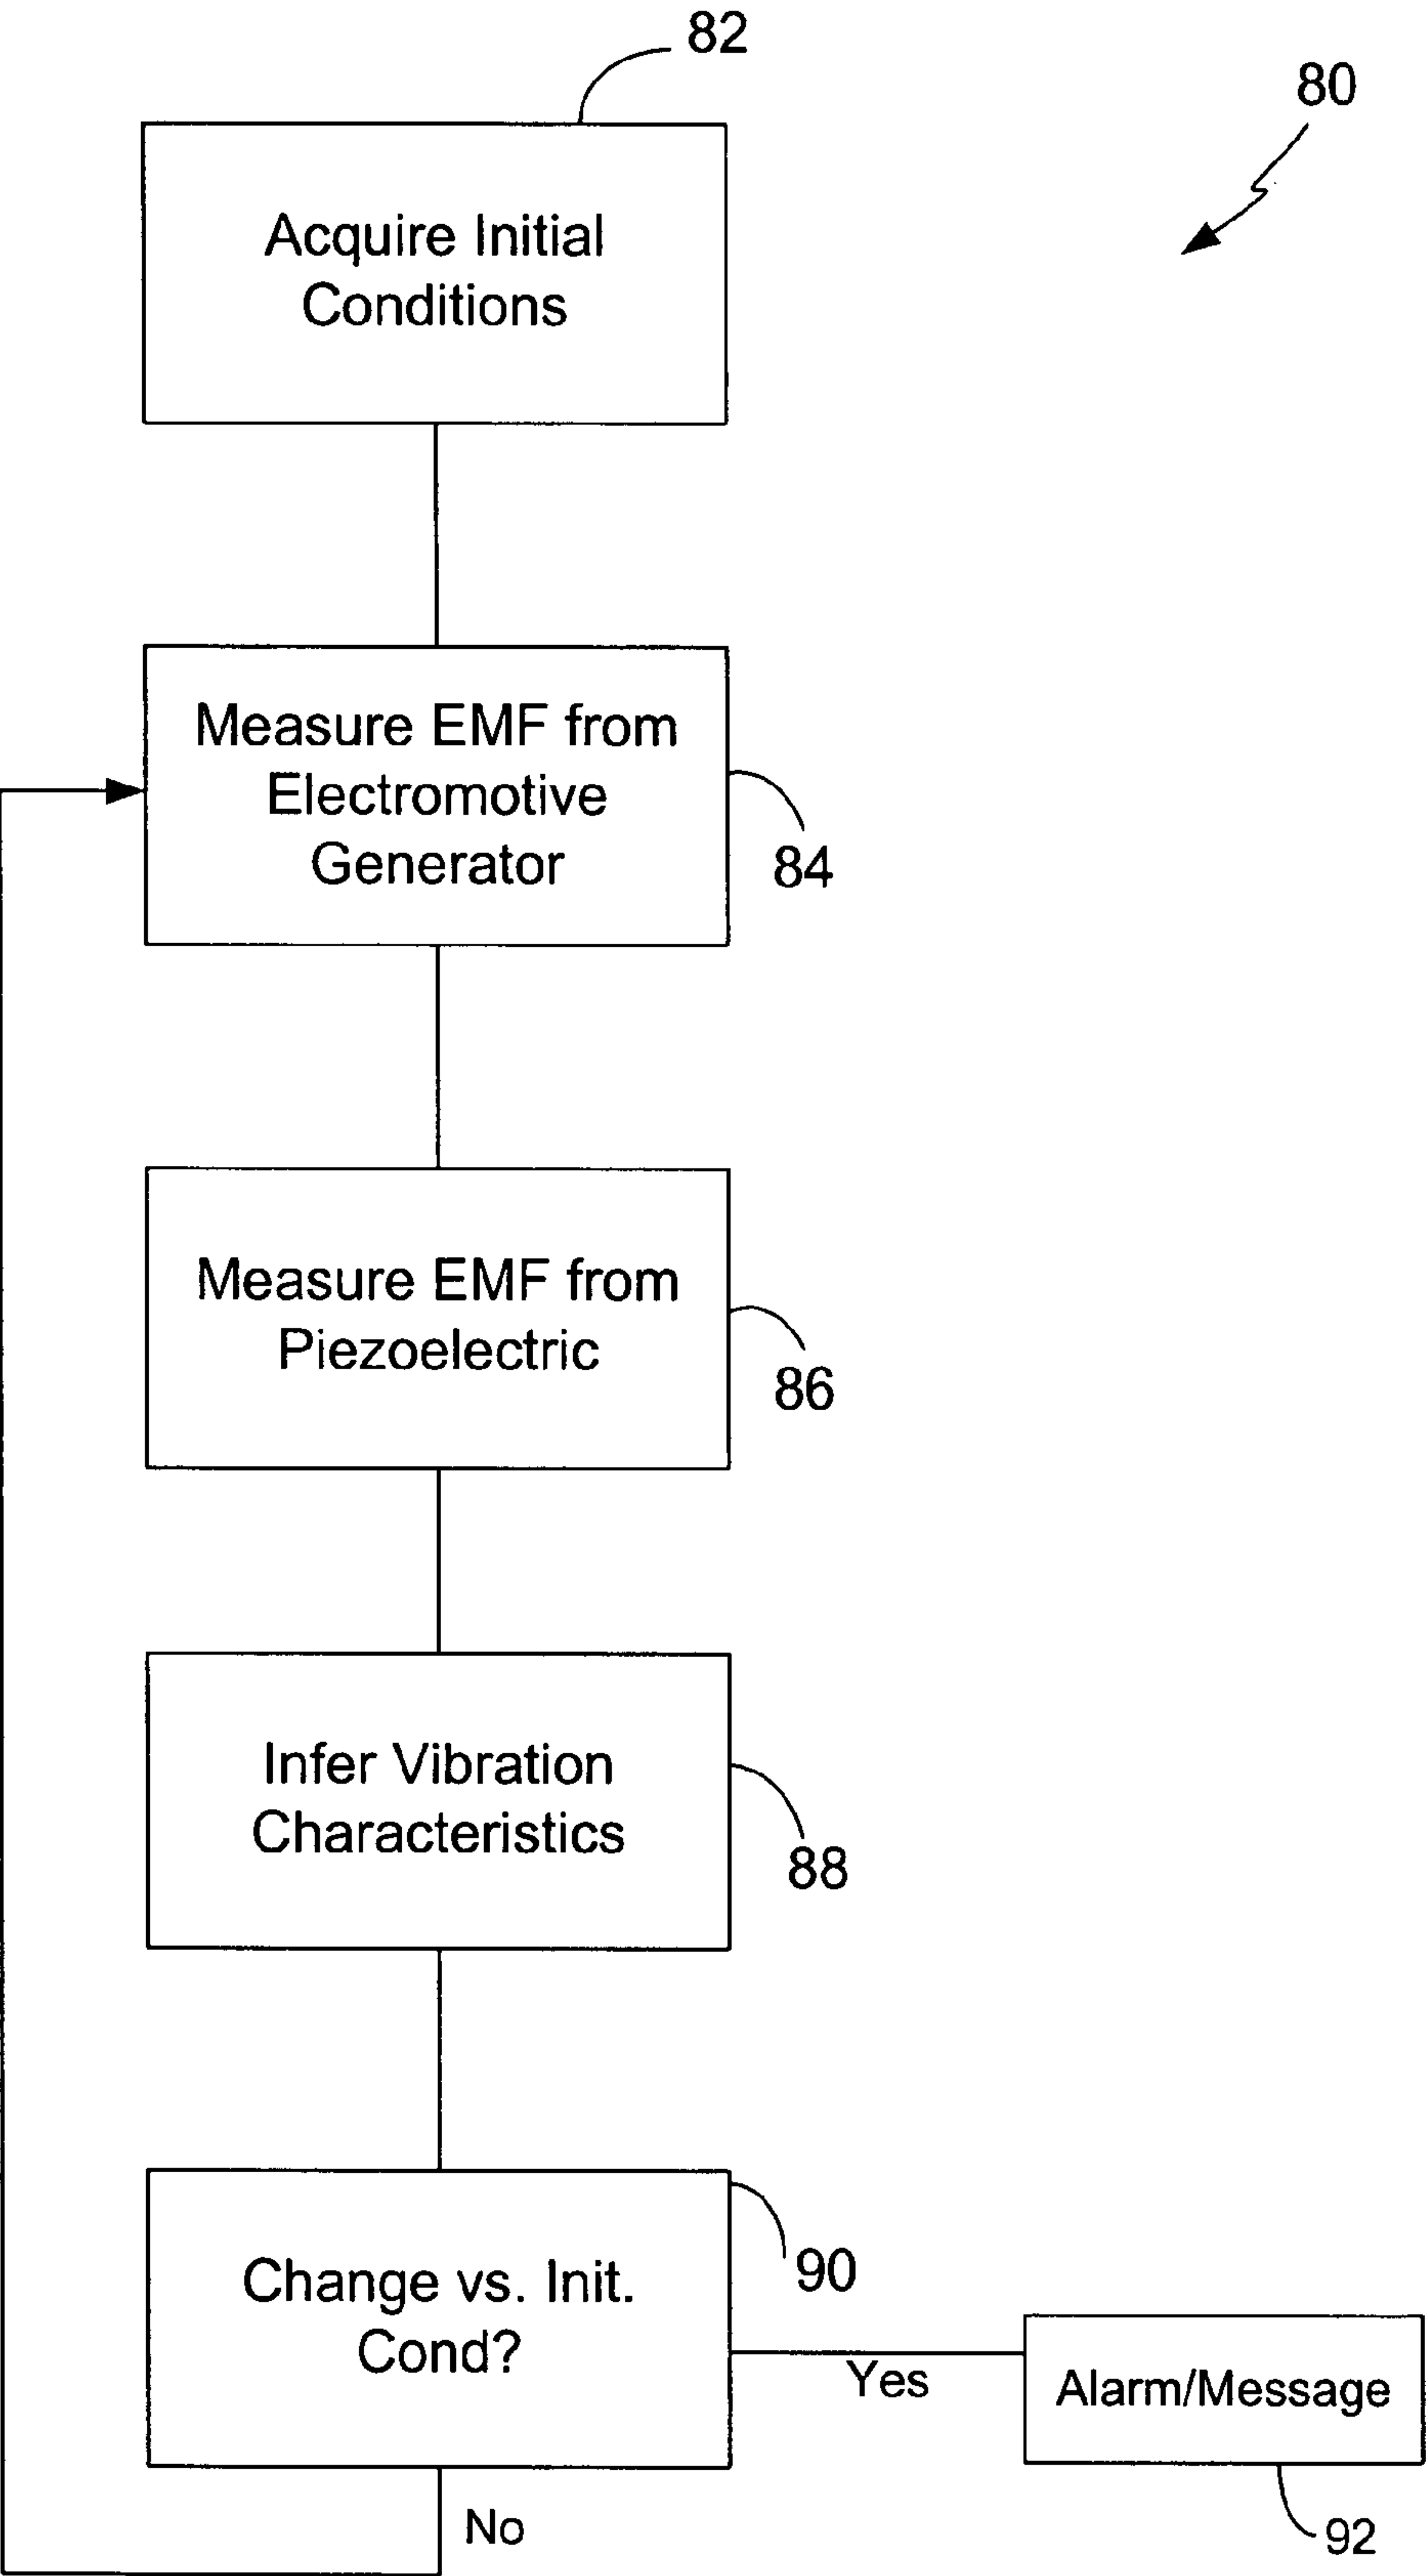 82
80
Acquire Initial
Conditions
Measure EMF from
Electromotive
Generator
84
Measure EMF from
Piezoelectric
86
Infer Vibration
Characteristics
88
90
Change vs. Init.
Cond?
Yes
Alarm/Message
No
92